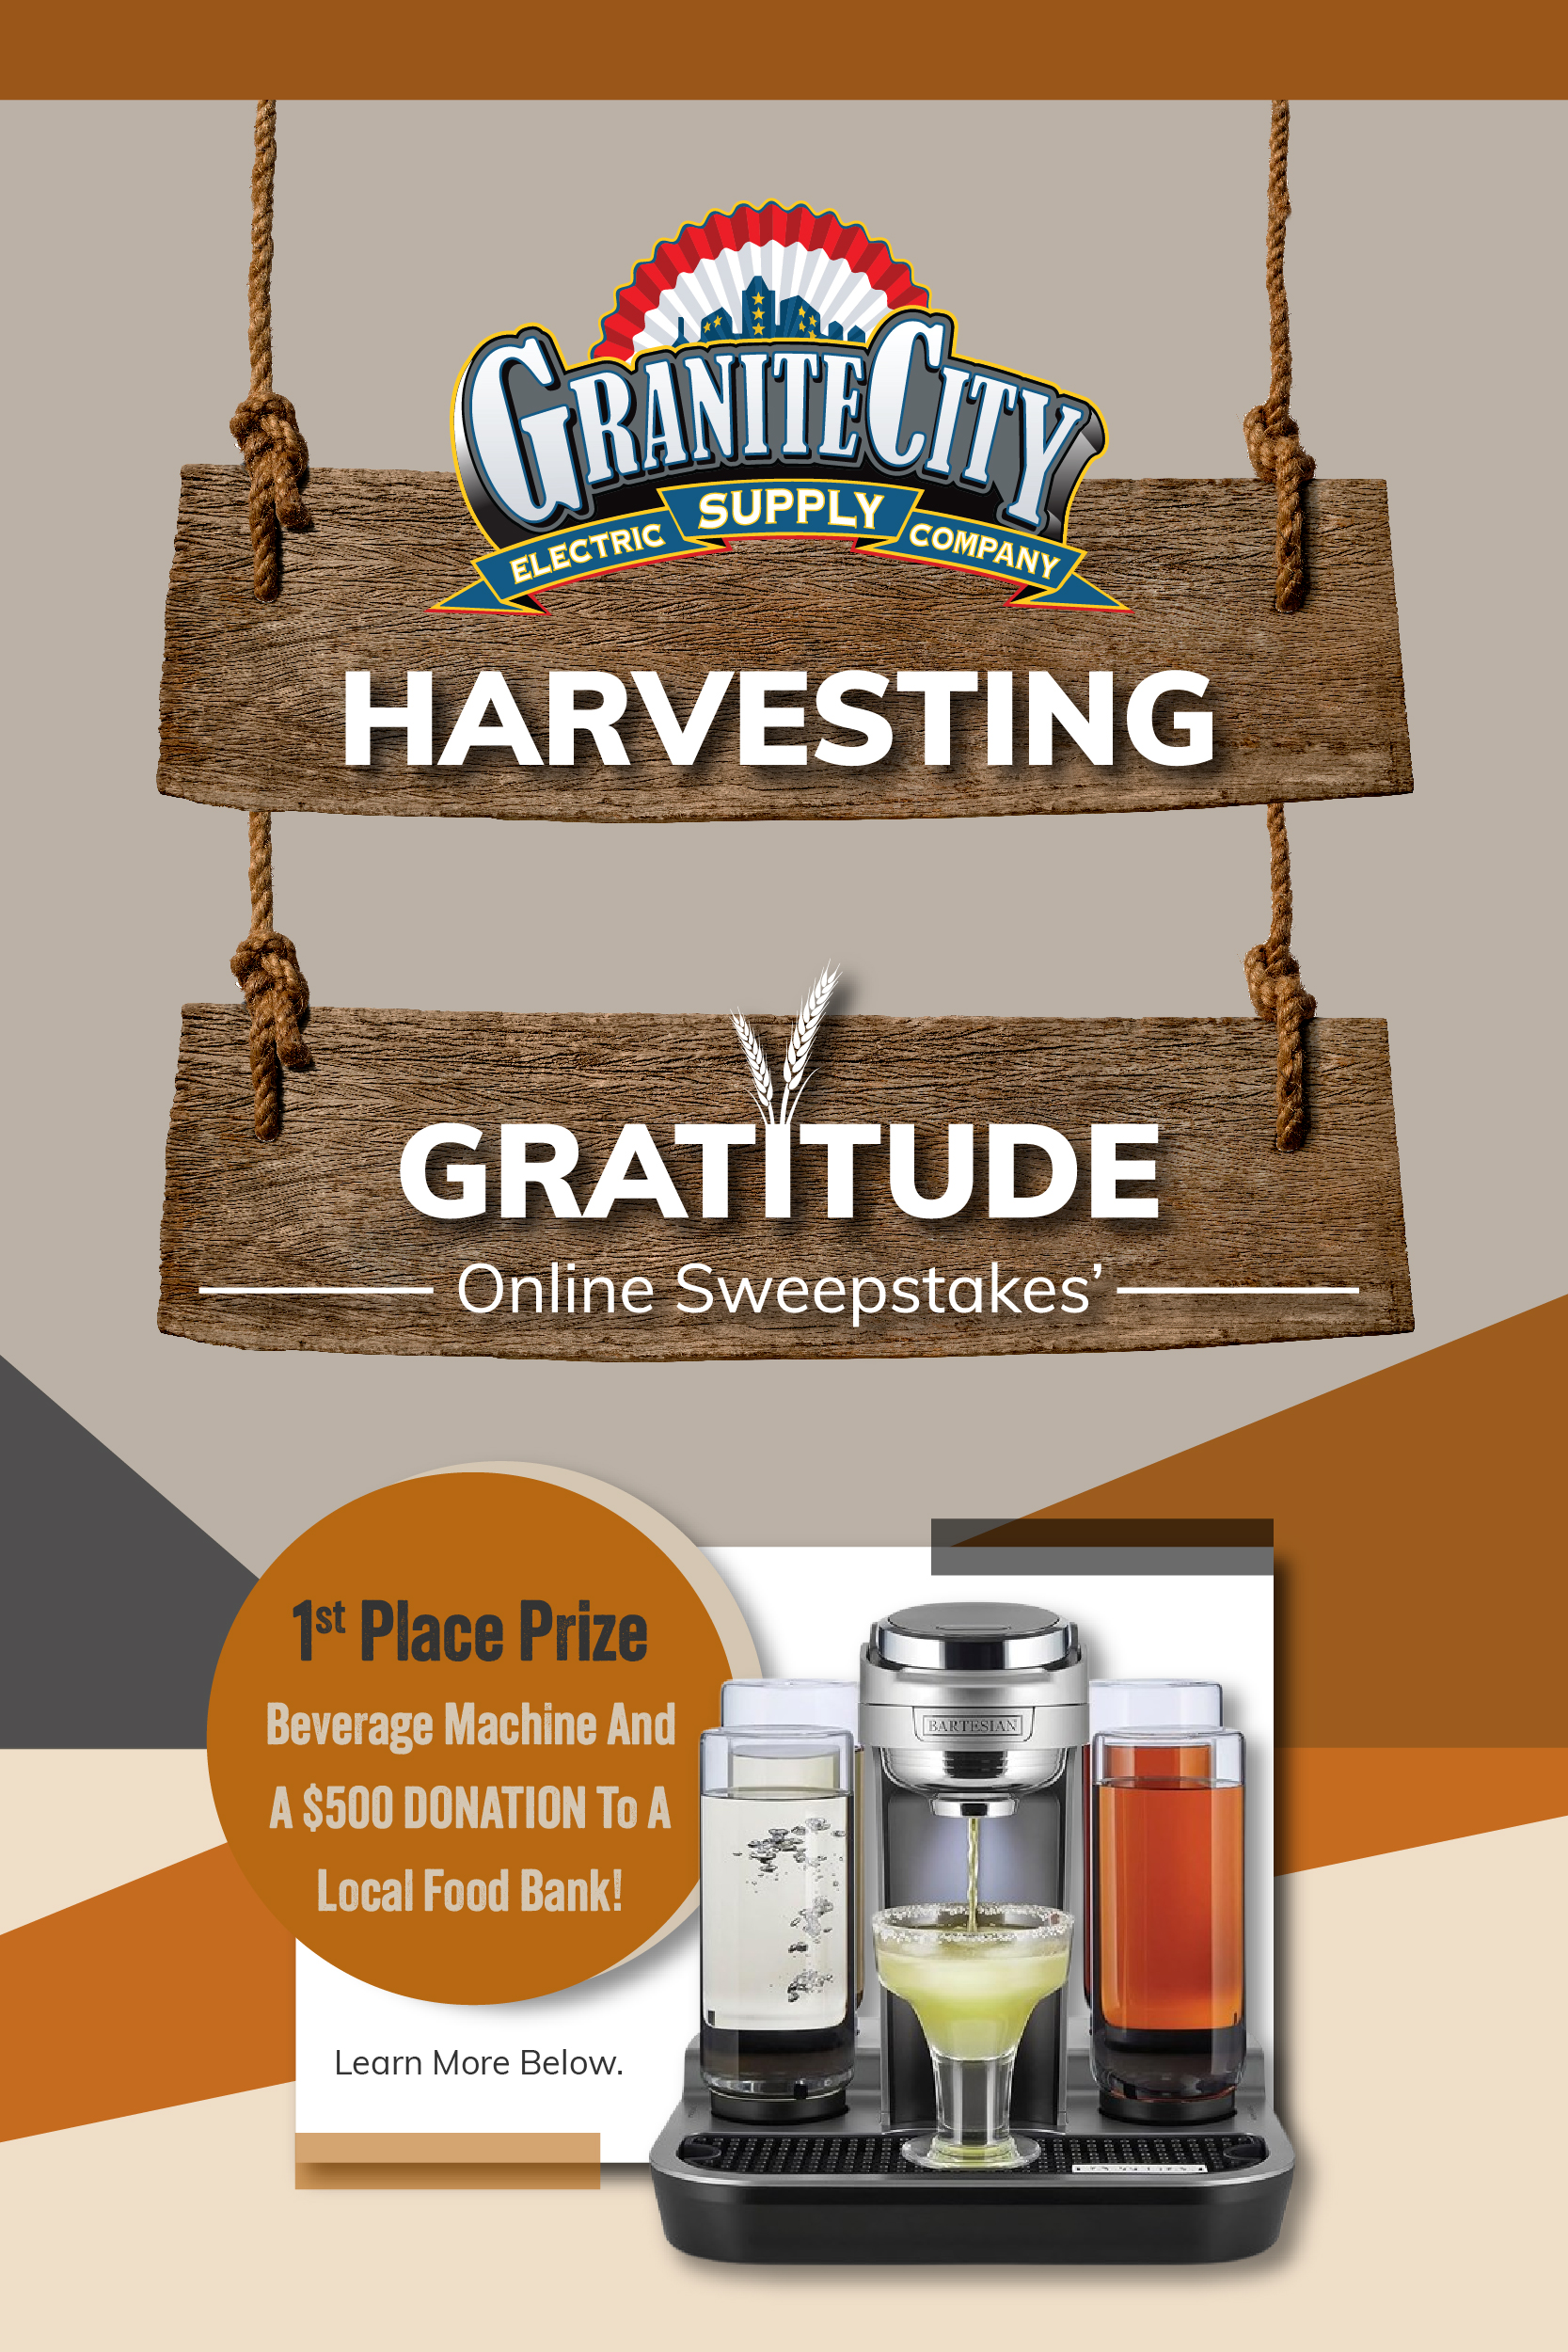 GRANITECITY
ELECTRIC SUPPLY COMPANY
HARVESTING
GRATITUDE
Online Sweepstakes’
1st Place Prize
Beverage Machine And
A $500 DONATION To A
Local Food Bank!
BARTESIAN
Learn More Below.